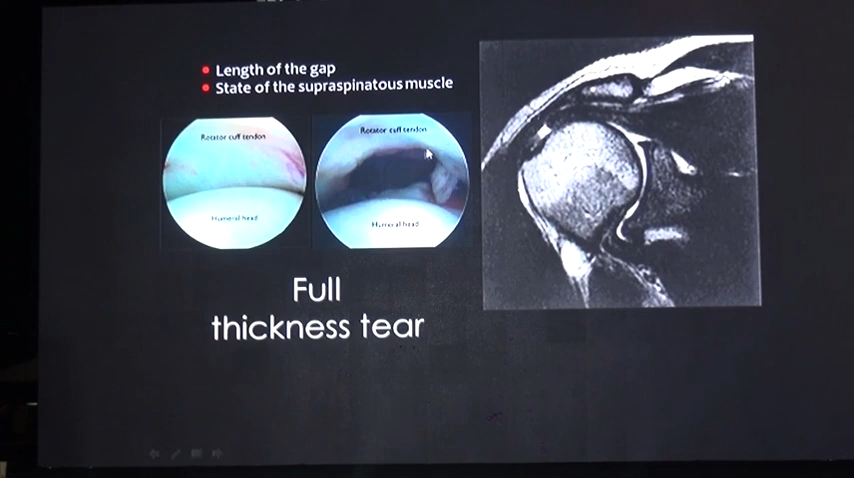 Length of the gap
State of the supraspinatous muscle
Rotator cuff tendon
Humeral head
Rotator cuff tendon
Humeral head
Full
thickness tear